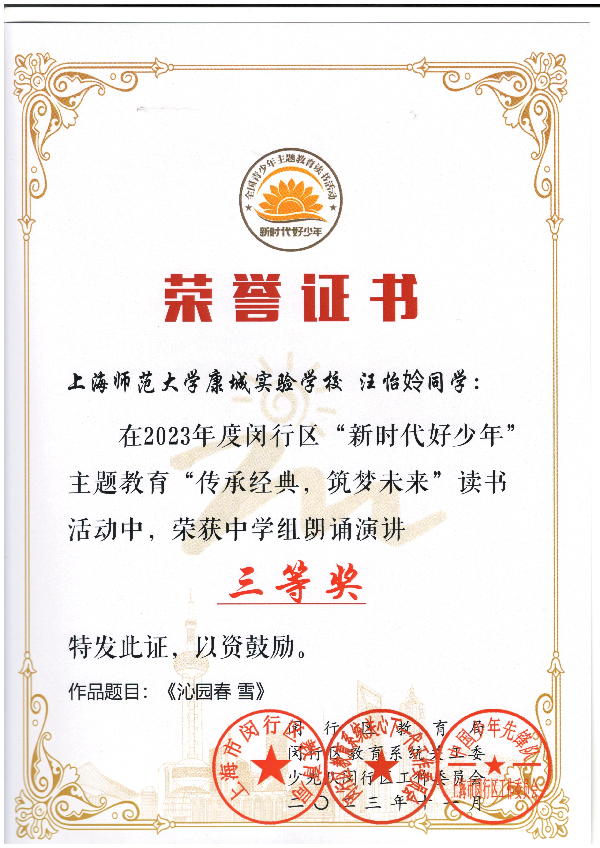 全国青少年主题教育读书活动
新时代好少年
荣誉证书
上海师范大学康城实验学校 汪怡姈同学：
在2023年度闵行区“新时代好少年”
主题教育“传承经典，筑梦未来”读书
活动中，荣获中学组朗诵演讲
三等奖
特发此证，以资鼓励。
作品题目：《沁园春 雪》
闵行区教育局
闵行区教育系统关工委
少先队闵行区工作委员会
二〇二三年十一月
上海市闵行区教育局
中国少年先锋队
上海市闵行区工作委员会